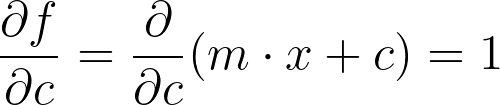 ∂f/∂c = ∂/∂c (m · x + c) = 1